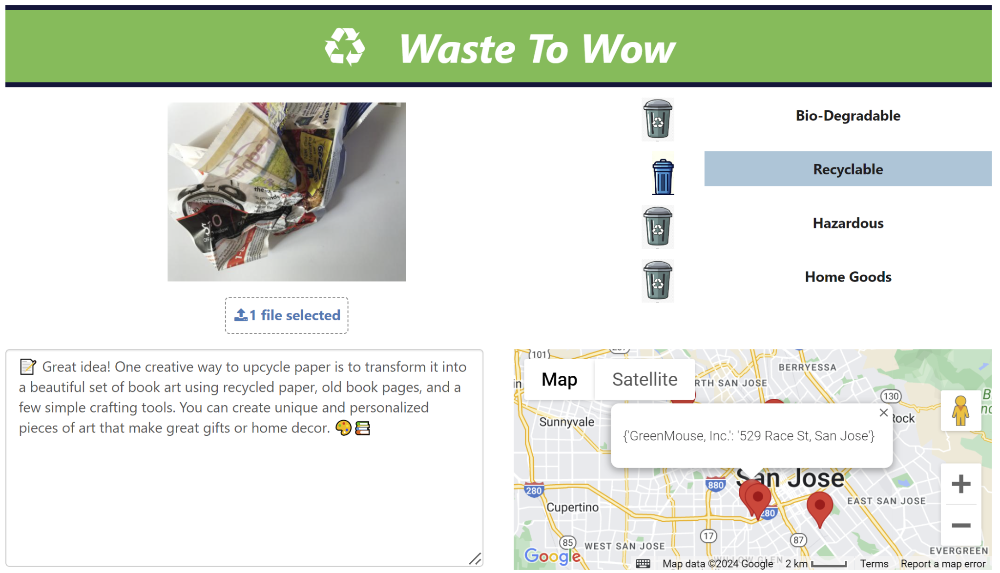 Waste To Wow
the
Bio-Degradable
Recyclable
Hazardous
Home Goods
1 file selected
📝 Great idea! One creative way to upcycle paper is to transform it into
a beautiful set of book art using recycled paper, old book pages, and a
few simple crafting tools. You can create unique and personalized
pieces of art that make great gifts or home decor. 🎨📚
101
Map
Satellite
BERRYESSA
RTH SAN JOSE
130
Sunnyvale
Rock
{'GreenMouse, Inc.': '529 Race St, San Jose'}
San Jose
880
280
EAST SAN JOSE
Cupertino
280
17
87
85
WEST SAN JOSE
EVERGREEN
WILLOW GLEN
Google
Map data ©2024 Google
2 km
Terms
Report a map error